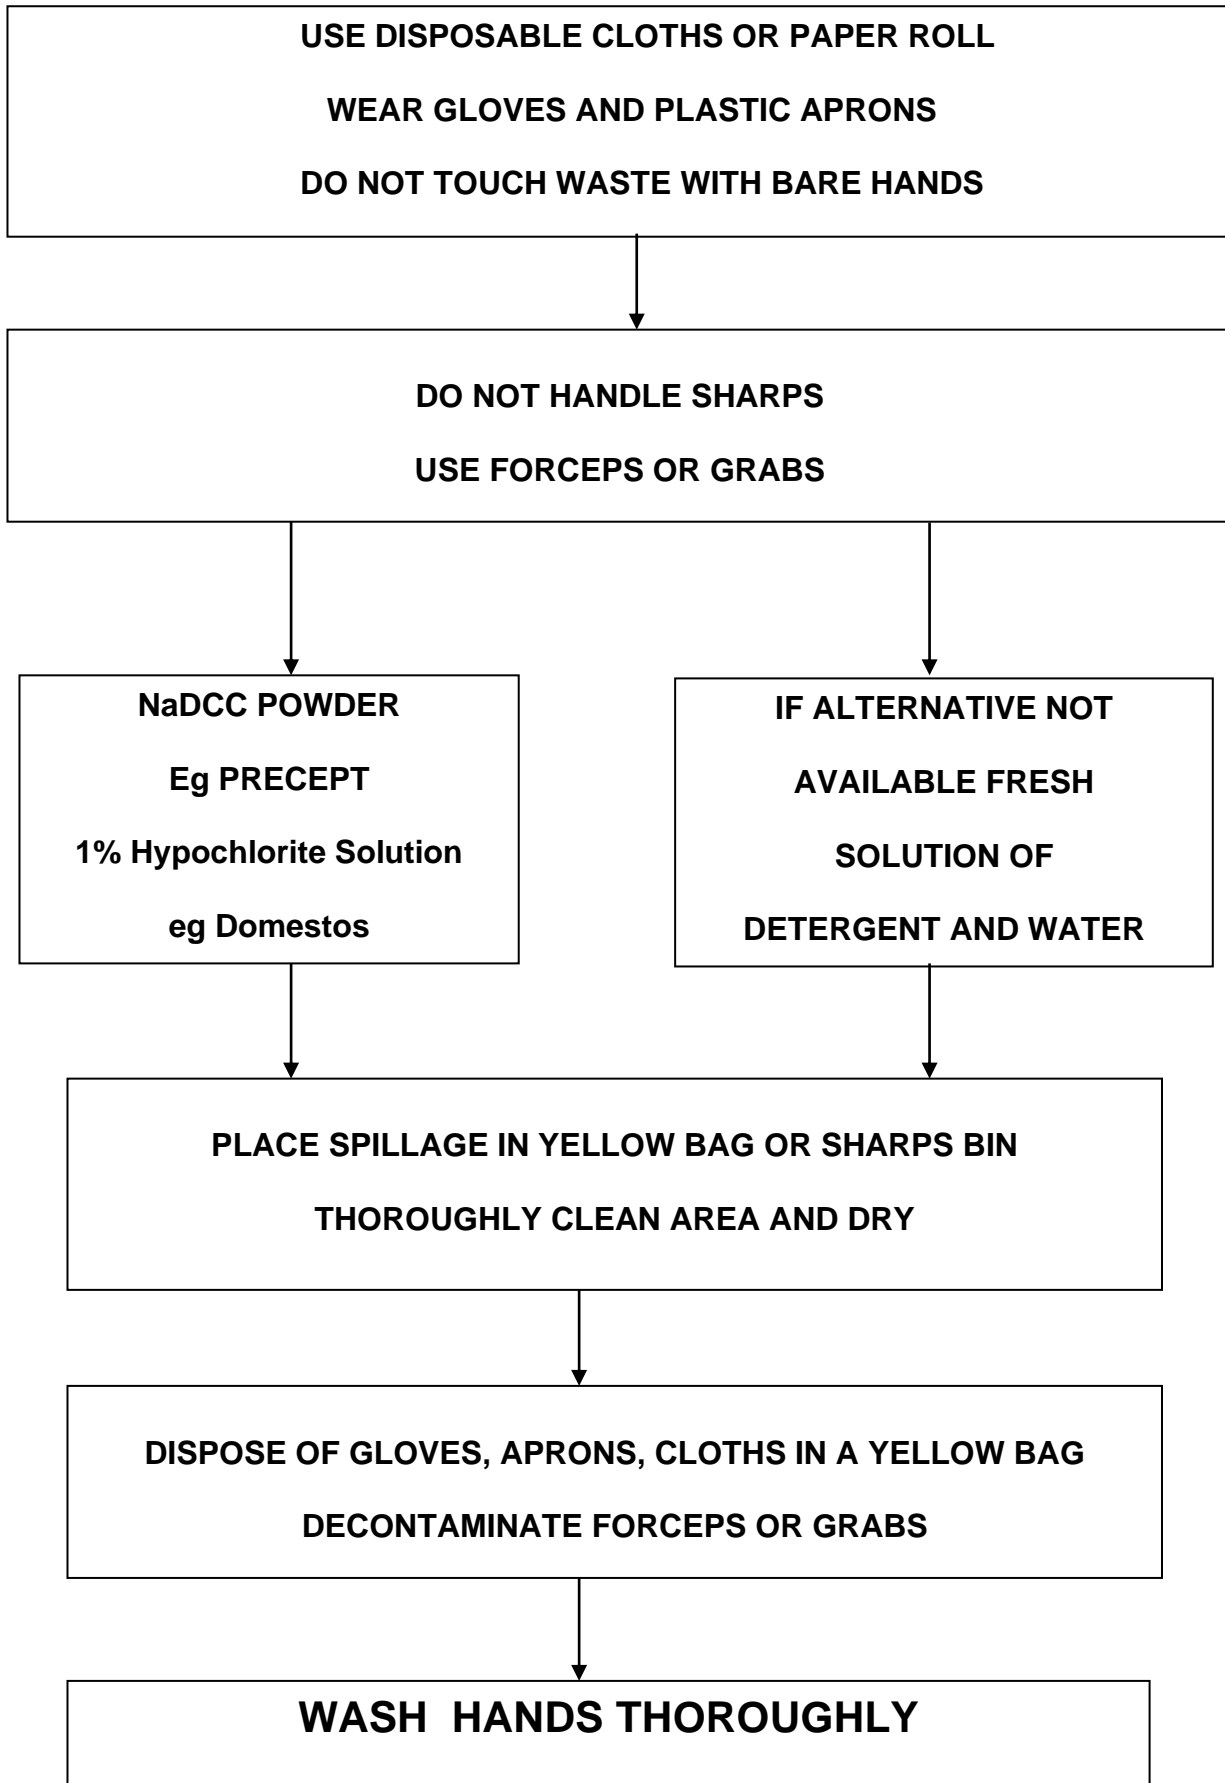 USE DISPOSABLE CLOTHS OR PAPER ROLL
WEAR GLOVES AND PLASTIC APRONS
DO NOT TOUCH WASTE WITH BARE HANDS
DO NOT HANDLE SHARPS
USE FORCEPS OR GRABS
NaDCC POWDER
Eg PRECEPT
1% Hypochlorite Solution
eg Domestos
IF ALTERNATIVE NOT
AVAILABLE FRESH
SOLUTION OF
DETERGENT AND WATER
PLACE SPILLAGE IN YELLOW BAG OR SHARPS BIN
THOROUGHLY CLEAN AREA AND DRY
DISPOSE OF GLOVES, APRONS, CLOTHS IN A YELLOW BAG
DECONTAMINATE FORCEPS OR GRABS
WASH  HANDS THOROUGHLY